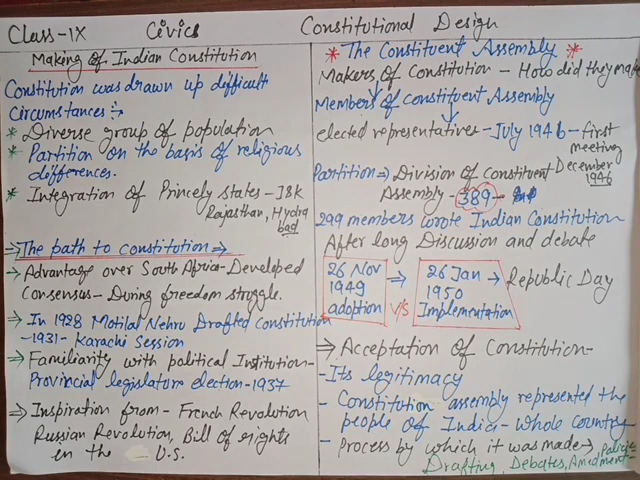 Class-IX Civics Constitutional Design
Making Of Indian Constitution
Constitution was drawn up difficult
Circumstances :-
* Diverse group of population
* Partition on the basis of religious
differences.
* Integration of Princely states - J&K
Rajasthan, Hydra
bad
⇒ The path to constitution ⇒
→ Advantage over South Africa - Developed
Consensus - During freedom struggle.
⇒ In 1928 Motilal Nehru Drafted Constitution
- 1931 - Karachi Session
⇒ Familiarity with political Institution -
Provincial legislature election - 1937
⇒ Inspiration from - French Revolution
Russian Revolution, Bill of rights
in the U.S.
* The Constituent Assembly *
Makers Of Constitution - How did they make
Members Of constituent Assembly
elected representatives - July 1946 - first
meeting
December
1946
Partition ⇒ Division of Constituent
Assembly - 389 -
299 members wrote Indian Constitution
After long Discussion and debate
26 Nov ⇒ 26 Jan → Republic Day
1949 1950
adoption V/S Implementation
⇒ Acceptation of Constitution -
- Its legitimacy
- Constitution assembly represented the
people Of India - whole Country
- Process by which it was made →
Drafting, Debates, Amedment -